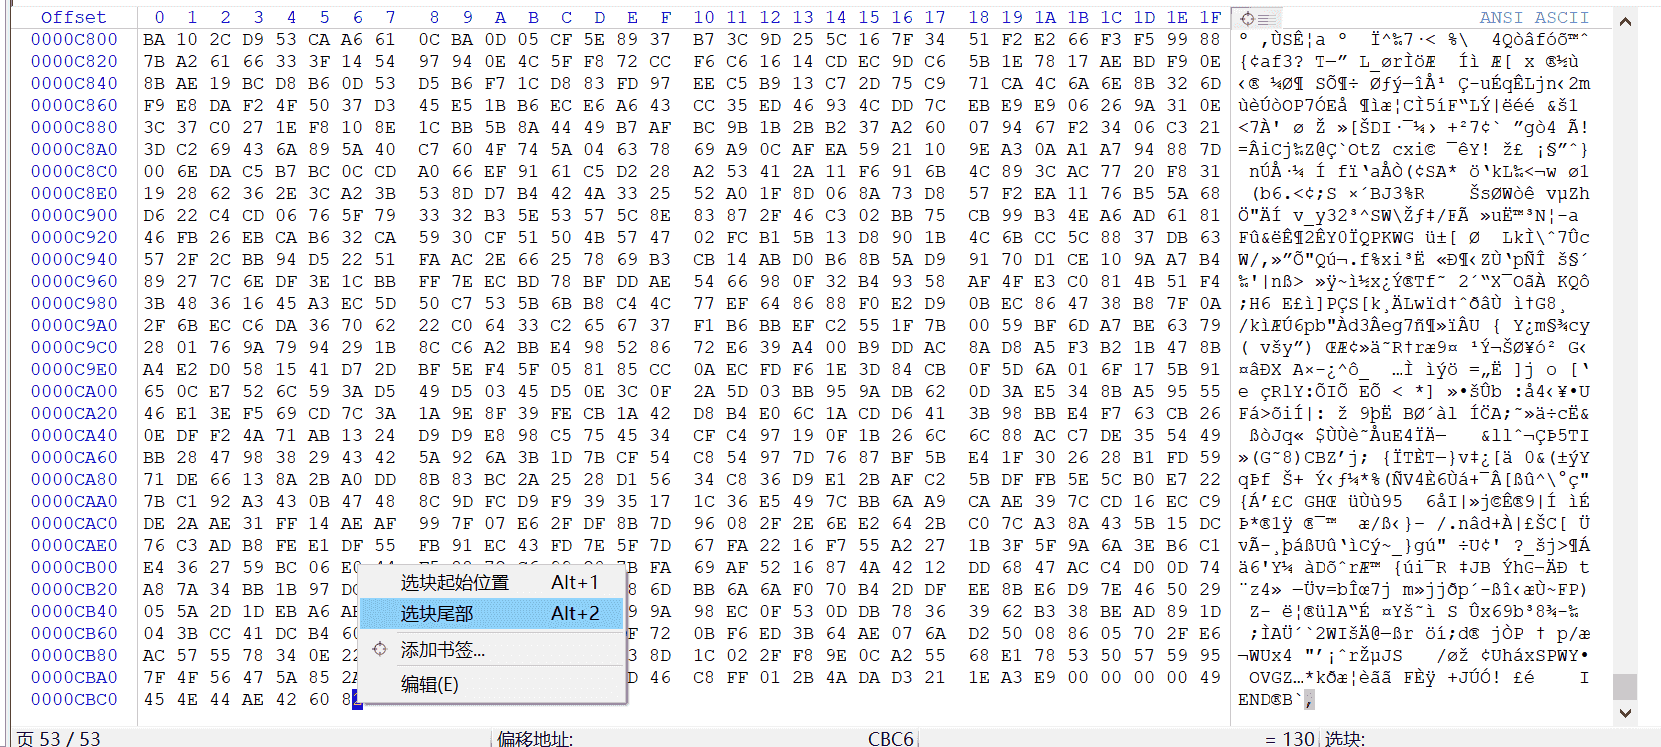 Offset 0 1 2 3 4 5 6 7 8 9 A B C D E F 10 11 12 13 14 15 16 17 18 19 1A 1B 1C 1D 1E 1F ANSI ASCII
0000C800 BA 10 2C D9 53 CA A6 61 0C BA 0D 05 CF 5E 89 37 B7 3C 9D 25 5C 16 7F 34 51 F2 E2 66 F3 F5 99 88 º ,ÙSÊ¦a º Ï^‰7·< %\ 4Qòâfóõ™ˆ
0000C820 7B A2 61 66 33 3F 14 54 97 94 0E 4C 5F F8 72 CC F6 C6 16 14 CD EC 9D C6 5B 1E 78 17 AE BD F9 0E {¢af3? T—” L_ørÌöÆ Íì Æ[ x ®½ù
0000C840 8B AE 19 BC D8 B6 0D 53 D5 B6 F7 1C D8 83 FD 97 EE C5 B9 13 C7 2D 75 C9 71 CA 4C 6A 6E 8B 32 6D ‹® ¼Ø¶ SÕ¶÷ Øƒý—îÅ¹ Ç-uÉqÊLjn‹2m
0000C860 F9 E8 DA F2 4F 50 37 D3 45 E5 1B B6 EC E6 A6 43 CC 35 ED 46 93 4C DD 7C EB E9 E9 06 26 9A 31 0E ùèÚòOP7ÓEå ¶ìæ¦CÌ5íF“LÝ|ëéé &š1
0000C880 3C 37 C0 27 1E F8 10 8E 1C BB 5B 8A 44 49 B7 AF BC 9B 1B 2B B2 37 A2 60 07 94 67 F2 34 06 C3 21 <7À' ø Ž »[ŠDI·¯¼› +²7¢` ”gò4 Ã!
0000C8A0 3D C2 69 43 6A 89 5A 40 C7 60 4F 74 5A 04 63 78 69 A9 0C AF EA 59 21 10 9E A3 0A A1 A7 94 88 7D =ÂiCj‰Z@Ç`OtZ cxi© ¯êY! ž£ ¡§”ˆ}
0000C8C0 00 6E DA C5 B7 BC 0C CD A0 66 EF 91 61 C5 D2 28 A2 53 41 2A 11 F6 91 6B 4C 89 3C AC 77 20 F8 31 nÚÅ·¼ Í fï‘aÅÒ(¢SA* ö‘kL‰<¬w ø1
0000C8E0 19 28 62 36 2E 3C A2 3B 53 8D D7 B4 42 4A 33 25 52 A0 1F 8D 06 8A 73 D8 57 F2 EA 11 76 B5 5A 68 (b6.<¢;S ×´BJ3%R ŠsØWòê vµZh
0000C900 D6 22 C4 CD 06 76 5F 79 33 32 B3 5E 53 57 5C 8E 83 87 2F 46 C3 02 BB 75 CB 99 B3 4E A6 AD 61 81 Ö"ÄÍ v_y32³^SW\Žƒ‡/FÃ »uË™³N¦-a
0000C920 46 FB 26 EB CA B6 32 CA 59 30 CF 51 50 4B 57 47 02 FC B1 5B 13 D8 90 1B 4C 6B CC 5C 88 37 DB 63 Fû&ëÊ¶2ÊY0ÏQPKWG ü±[ Ø LkÌ\ˆ7Ûc
0000C940 57 2F 2C BB 94 D5 22 51 FA AC 2E 66 25 78 69 B3 CB 14 AB D0 B6 8B 5A D9 91 70 D1 CE 10 9A A7 B4 W/,»”Õ"Qú¬.f%xi³Ë «Ð¶‹ZÙ‘pÑÎ š§´
0000C960 89 27 7C 6E DF 3E 1C BB FF 7E EC BD 78 BF DD AE 54 66 98 0F 32 B4 93 58 AF 4F E3 C0 81 4B 51 F4 ‰'|nß> »ÿ~ì½x¿Ý®Tf˜ 2´“X¯OãÀ KQô
0000C980 3B 48 36 16 45 A3 EC 5D 50 C7 53 5B 6B B8 C4 4C 77 EF 64 86 88 F0 E2 D9 0B EC 86 47 38 B8 7F 0A ;H6 E£ì]PÇS[k¸ÄLwïd†ˆðâÙ ì†G8¸
0000C9A0 2F 6B EC C6 DA 36 70 62 22 C0 64 33 C2 65 67 37 F1 B6 BB EF C2 55 1F 7B 00 59 BF 6D A7 BE 63 79 /kìÆÚ6pb"Àd3Âeg7ñ¶»ïÂU { Y¿m§¾cy
0000C9C0 28 01 76 9A 79 94 29 1B 8C C6 A2 BB E4 98 52 86 72 E6 39 A4 00 B9 DD AC 8A D8 A5 F3 B2 1B 47 8B ( všy”) ŒÆ¢»ä˜R†ræ9¤ ¹Ý¬ŠØ¥ó² G‹
0000C9E0 A4 E2 D0 58 15 41 D7 2D BF 5E F4 5F 05 81 85 CC 0A EC FD F6 1E 3D 84 CB 0F 5D 6A 01 6F 17 5B 91 ¤âÐX A×-¿^ô_ …Ì ìýö =„Ë ]j o [‘
0000CA00 65 0C E7 52 6C 59 3A D5 49 D5 03 45 D5 0E 3C 0F 2A 5D 03 BB 95 9A DB 62 0D 3A E5 34 8B A5 95 55 e çRlY:ÕIÕ EÕ < *] »•šÛb :å4‹¥•U
0000CA20 46 E1 3E F5 69 CD 7C 3A 1A 9E 8F 39 FE CB 1A 42 D8 B4 E0 6C 1A CD D6 41 3B 98 BB E4 F7 63 CB 26 Fá>õiÍ|: ž 9þË BØ´àl ÍÖA;˜»ä÷cË&
0000CA40 0E DF F2 4A 71 AB 13 24 D9 D9 E8 98 C5 75 45 34 CF C4 97 19 0F 1B 26 6C 6C 88 AC C7 DE 35 54 49 ßòJq« $ÙÙè˜ÅuE4ÏÄ— &llˆ¬ÇÞ5TI
0000CA60 BB 28 47 98 38 29 43 42 5A 92 6A 3B 1D 7B CF 54 C8 54 97 7D 76 87 BF 5B E4 1F 30 26 28 B1 FD 59 »(G˜8)CBZ’j; {ÏTÈT—}v‡¿[ä 0&(±ýY
0000CA80 71 DE 66 13 8A 2B A0 DD 8B 83 BC 2A 25 28 D1 56 34 C8 36 D9 E1 2B AF C2 5B DF FB 5E 5C B0 E7 22 qÞf Š+ Ý‹ƒ¼*%(ÑV4È6Ùá+¯Â[ßû^\°ç"
0000CAA0 7B C1 92 A3 43 0B 47 48 8C 9D FC D9 F9 39 35 17 1C 36 E5 49 7C BB 6A A9 CA AE 39 7C CD 16 EC C9 {Á’£C GHŒ üÙù95 6åI|»j©Ê®9|Í ìÉ
0000CAC0 DE 2A AE 31 FF 14 AE AF 99 7F 07 E6 2F DF 8B 7D 96 08 2F 2E 6E E2 64 2B C0 7C A3 8A 43 5B 15 DC Þ*®1ÿ ®¯™ æ/ß‹}– /.nâd+À|£ŠC[ Ü
0000CAE0 76 C3 AD B8 FE E1 DF 55 FB 91 EC 43 FD 7E 5F 7D 67 FA 22 16 F7 55 A2 27 1B 3F 5F 9A 6A 3E B6 C1 vÃ-¸þáßUû‘ìCý~_}gú" ÷U¢' ?_šj>¶Á
0000CB00 E4 36 27 59 BC 06 E0 FA 69 AF 52 16 87 4A 42 12 DD 68 47 AC C4 D0 0D 74 ä6'Y¼ àDõˆrÆ™ {úi¯R ‡JB ÝhG¬ÄÐ t
0000CB20 A8 7A 34 BB 1B 97 8E 6D BB 6A 6A F0 70 B4 2D DF EE 8B E6 D9 7E 46 50 29 ¨z4» —Üv=bÎœ7j m»jjðp´-ßî‹æÙ~FP)
0000CB40 05 5A 2D 1D EB A6 9A 98 EC 0F 53 0D DB 78 36 39 62 B3 38 BE AD 89 1D Z- ë¦®ülA“É ¤Yš˜ì S Ûx69b³8¾-‰
0000CB60 04 3B CC 41 DC B4 60 72 0B F6 ED 3B 64 AE 07 6A D2 50 08 86 05 70 2F E6 ;ÌAÜ´`¨2WIšÄ@—ßr öí;d® jÒP † p/æ
0000CB80 AC 57 55 78 34 0E 22 8D 1C 02 2F F8 9E 0C A2 55 68 E1 78 53 50 57 59 95 ¬WUx4 "’¡ˆrŽµJS /øž ¢UháxSPWY•
0000CBA0 7F 4F 56 47 5A 85 46 C8 FF 01 2B 4A DA D3 21 1E A3 E9 00 00 00 00 49 OVGZ…*kðæ¦èãã FÈÿ +JÚÓ! £é I
0000CBC0 45 4E 44 AE 42 60 82 END®B`‚
选块起始位置 Alt+1
选块尾部 Alt+2
添加书签...
编辑(E)
页 53 / 53 偏移地址: CBC6 = 130 选块: